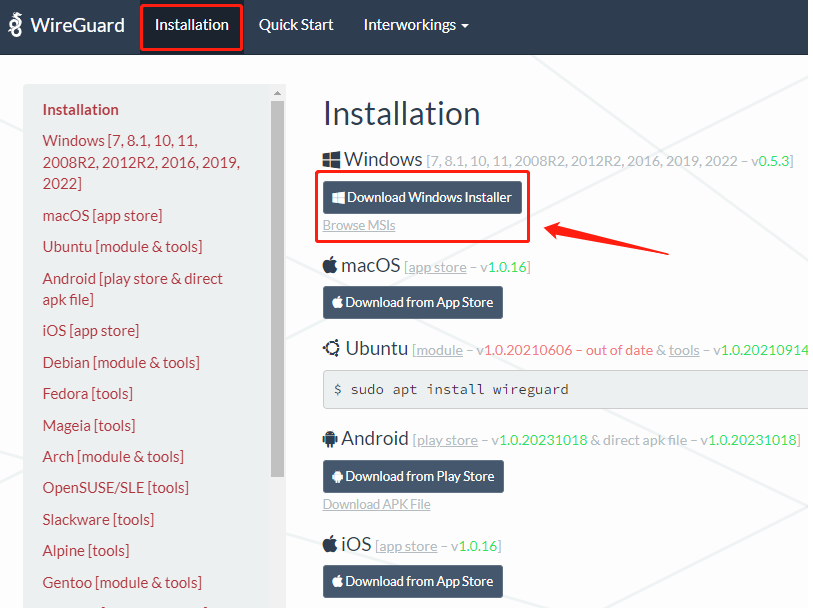 WireGuard Installation Quick Start Interworkings
Installation
Windows [7, 8.1, 10, 11,
2008R2, 2012R2, 2016, 2019,
2022]
macOS [app store]
Ubuntu [module & tools]
Android [play store & direct
apk file]
iOS [app store]
Debian [module & tools]
Fedora [tools]
Mageia [tools]
Arch [module & tools]
OpenSUSE/SLE [tools]
Slackware [tools]
Alpine [tools]
Gentoo [module & tools]
Installation
Windows [7, 8.1, 10, 11, 2008R2, 2012R2, 2016, 2019, 2022 – v0.5.3]
Download Windows Installer
Browse MSIs
macOS [app store – v1.0.16]
Download from App Store
Ubuntu [module – v1.0.20210606 – out of date & tools – v1.0.20210914
$ sudo apt install wireguard
Android [play store – v1.0.20231018 & direct apk file – v1.0.20231018]
Download from Play Store
Download APK File
iOS [app store – v1.0.16]
Download from App Store